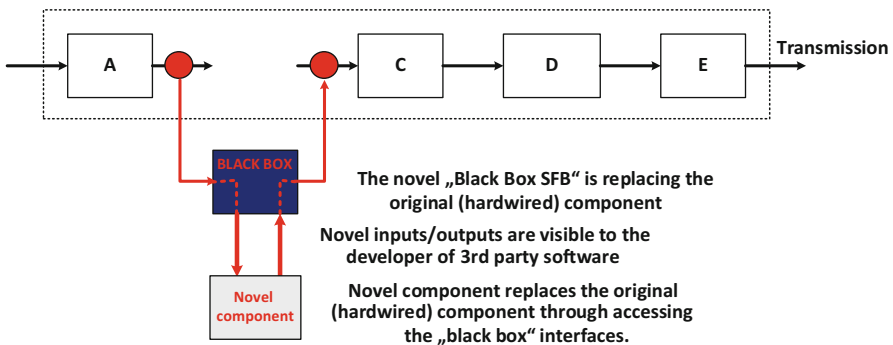 A
C
D
E
Transmission
BLACK BOX
The novel „Black Box SFB“ is replacing the
original (hardwired) component
Novel inputs/outputs are visible to the
developer of 3rd party software
Novel
component
Novel component replaces the original
(hardwired) component through accessing
the „black box“ interfaces.